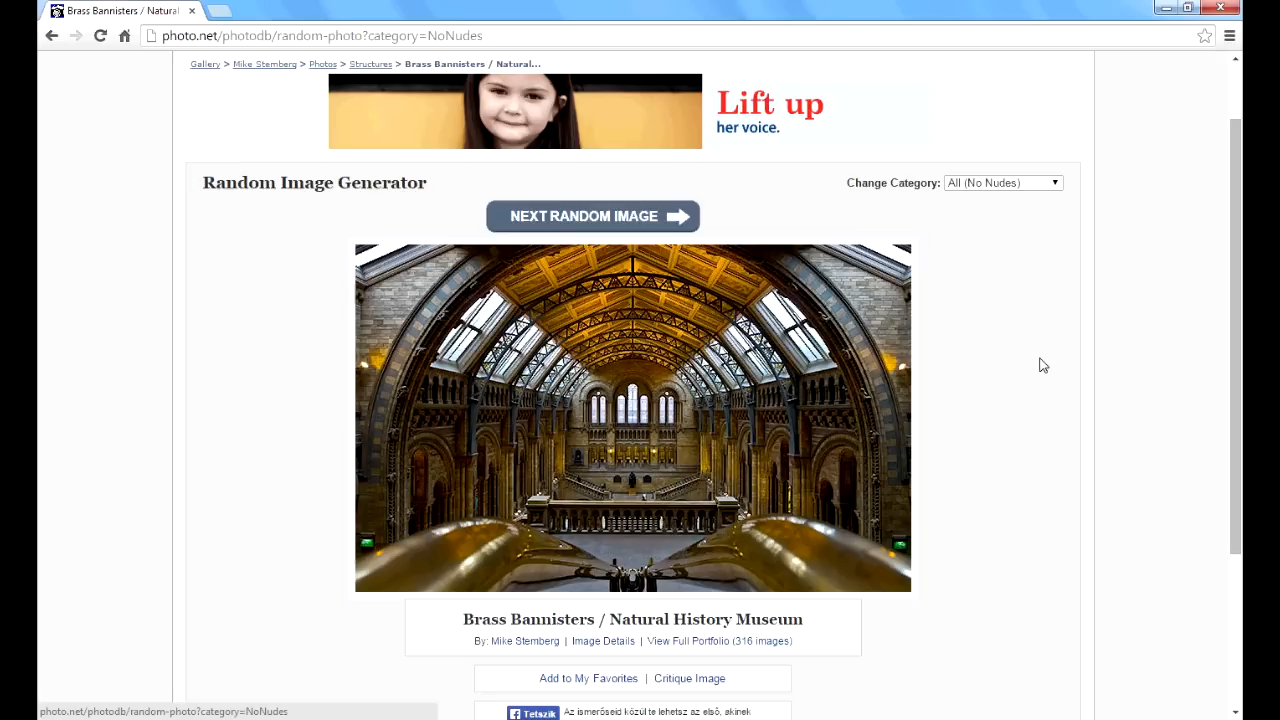 Brass Bannisters / Natural
photo.net/photodb/random-photo?category=NoNudes
Gallery > Mike Stemberg > Photos > Structures > Brass Bannisters / Natural...
Lift up
her voice.
Random Image Generator
Change Category: All (No Nudes)
NEXT RANDOM IMAGE
Brass Bannisters / Natural History Museum
By: Mike Stemberg | Image Details | View Full Portfolio (316 images)
Add to My Favorites | Critique Image
Tetszik Az ismerőseid közül te lehetsz az első, akinek
photo.net/photodb/random-photo?category=NoNudes